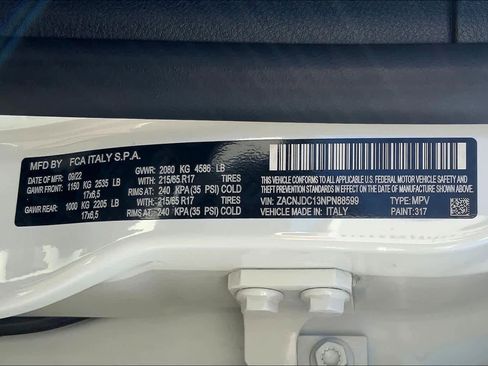 MFD BY FCA ITALY S.P.A.
DATE OF MFR: 09/22 GVWR: 2080 KG 4586 LB
GAWR FRONT: 1150 KG 2535 LB 215/65 R17 TIRES
17x6,5 RIMS AT: 240 KPA(35 PSI) COLD
GAWR REAR: 1000 KG 2205 LB 215/65 R17 TIRES
17x6,5 RIMS AT: 240 KPA(35 PSI) COLD
THIS VEHICLE CONFORMS TO ALL APPLICABLE
FEDERAL MOTOR VEHICLE SAFETY
AND THEFT PREVENTION STANDARDS IN EFFECT
ON THE DATE OF MANUFACTURE SHOWN ABOVE
VIN: ZACNJDC13NPN88599 TYPE: MPV
VEHICLE MADE IN: ITALY PAINT:317